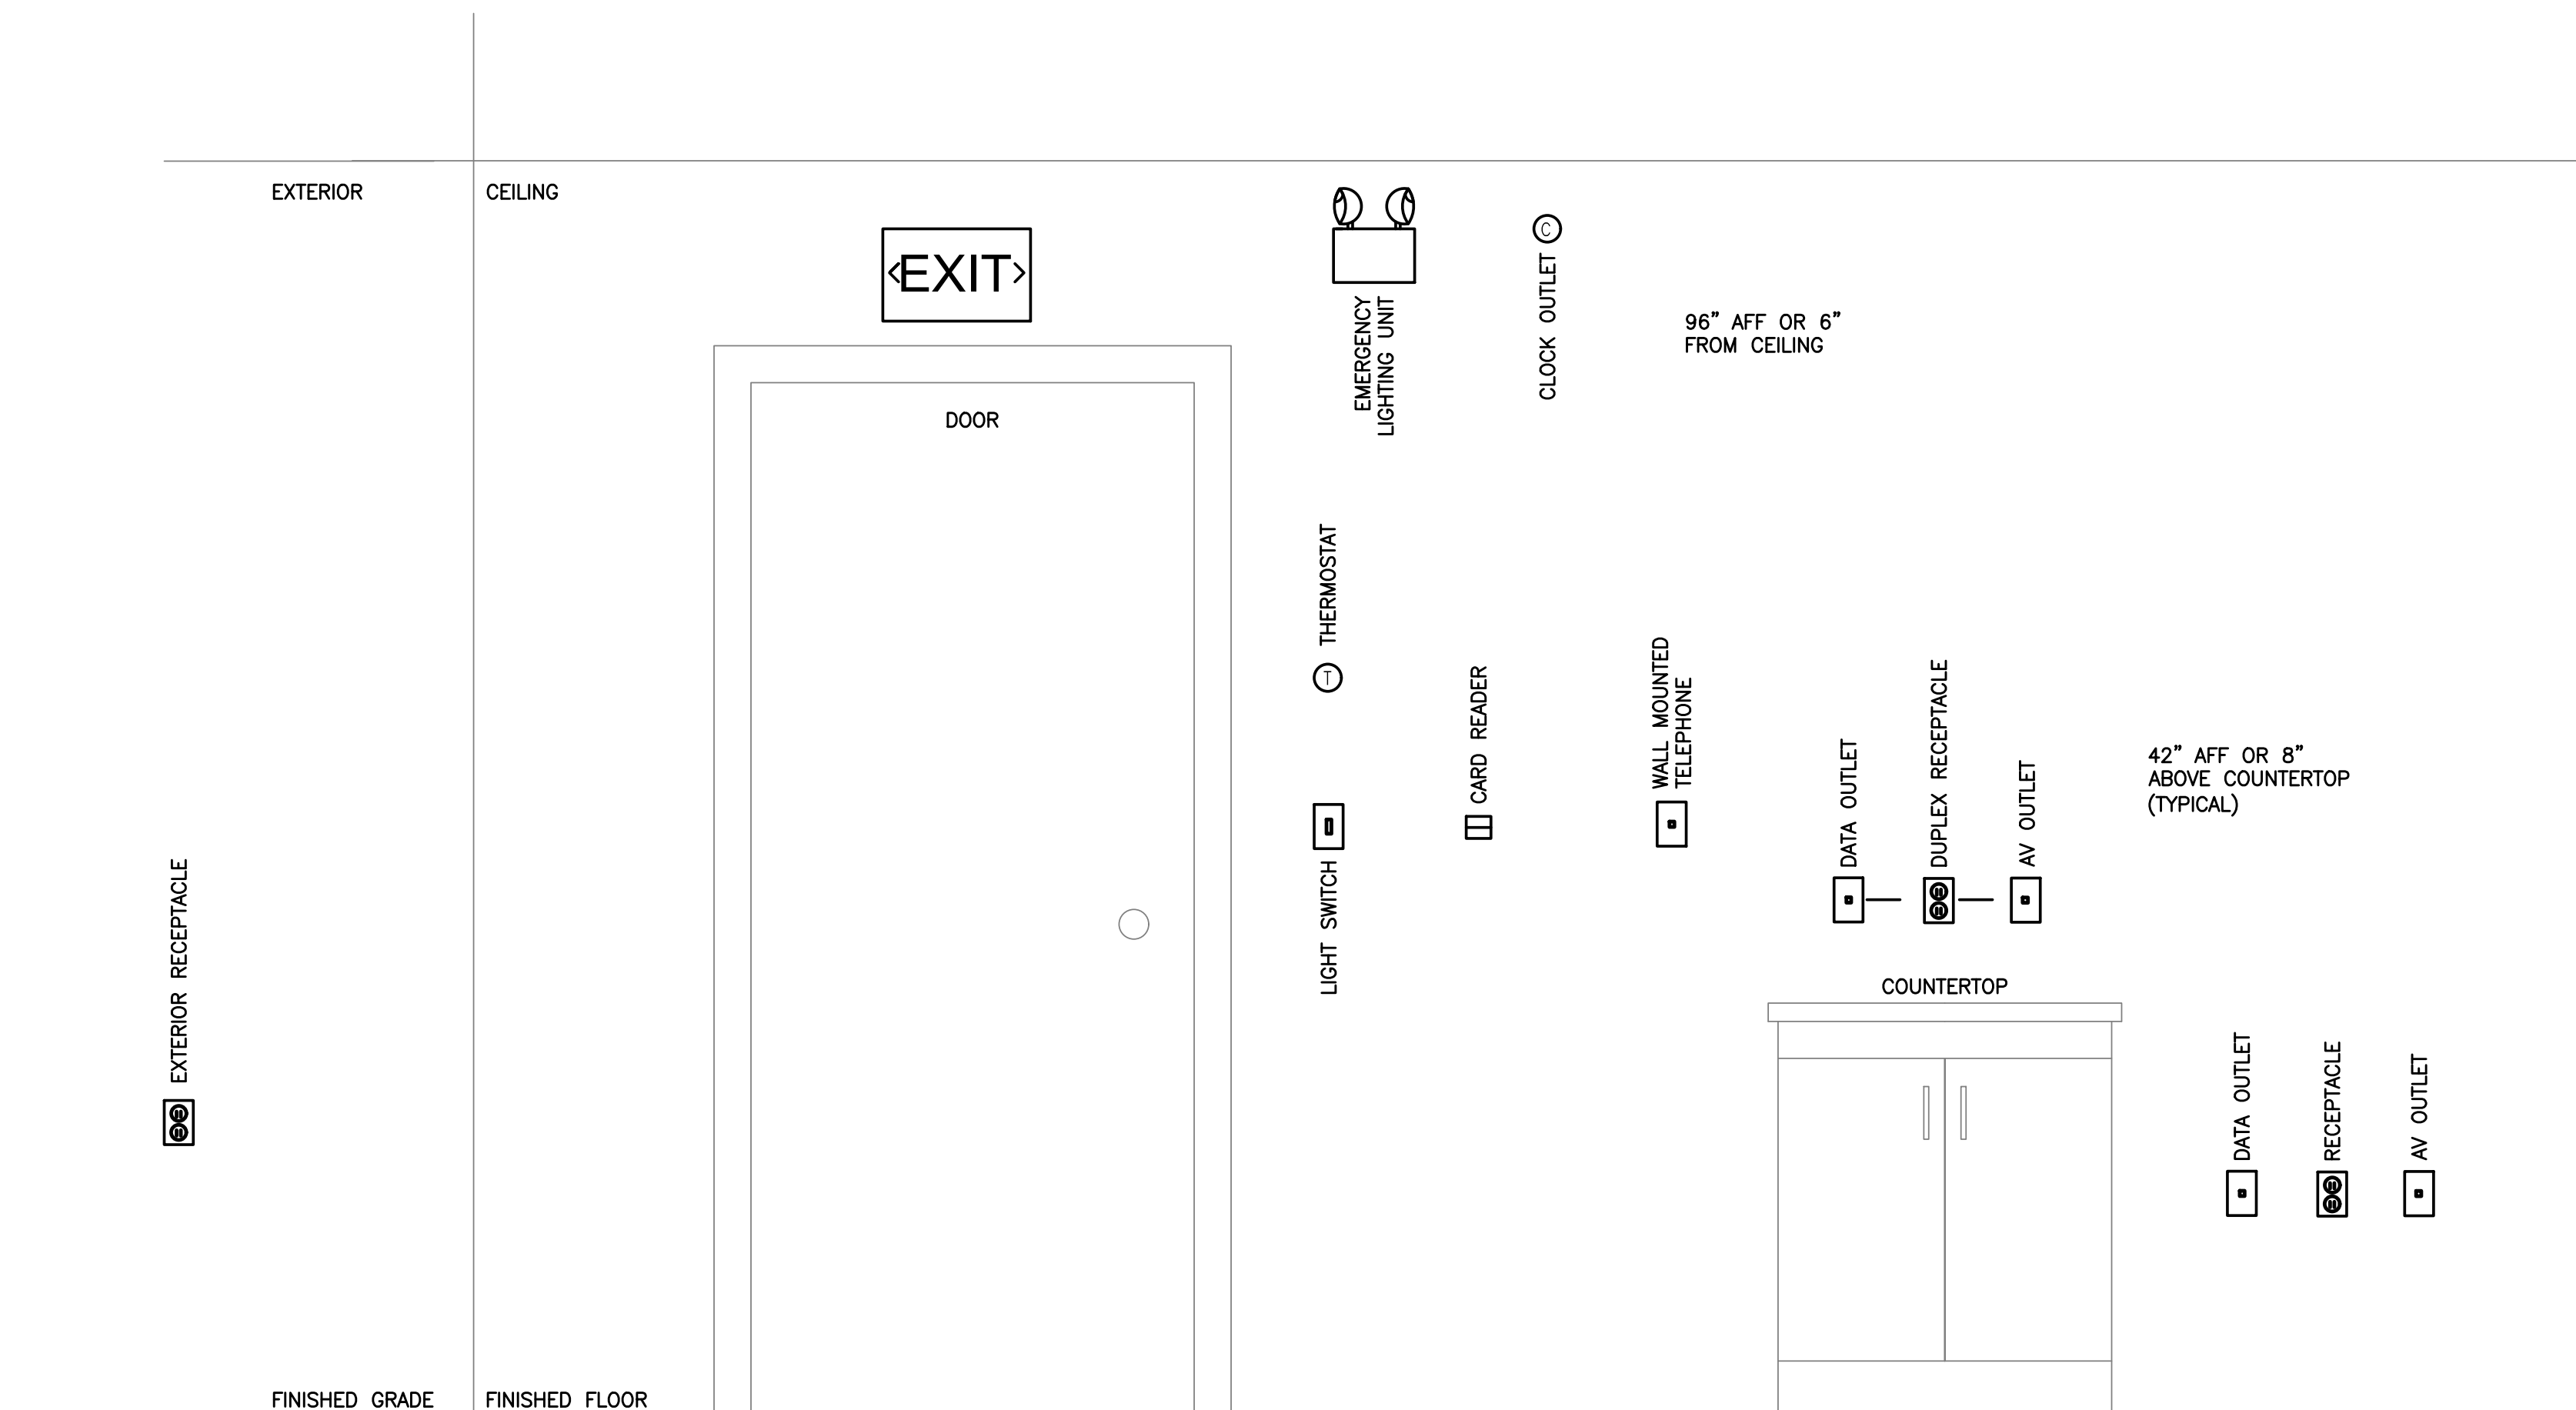 EXTERIOR
CEILING
<EXIT>
DOOR
EMERGENCY
LIGHTING UNIT
CLOCK OUTLET
C
96” AFF OR 6”
FROM CEILING
THERMOSTAT
T
CARD READER
WALL MOUNTED
TELEPHONE
LIGHT SWITCH
DATA OUTLET
DUPLEX RECEPTACLE
AV OUTLET
42” AFF OR 8”
ABOVE COUNTERTOP
(TYPICAL)
EXTERIOR RECEPTACLE
COUNTERTOP
DATA OUTLET
RECEPTACLE
AV OUTLET
FINISHED GRADE
FINISHED FLOOR